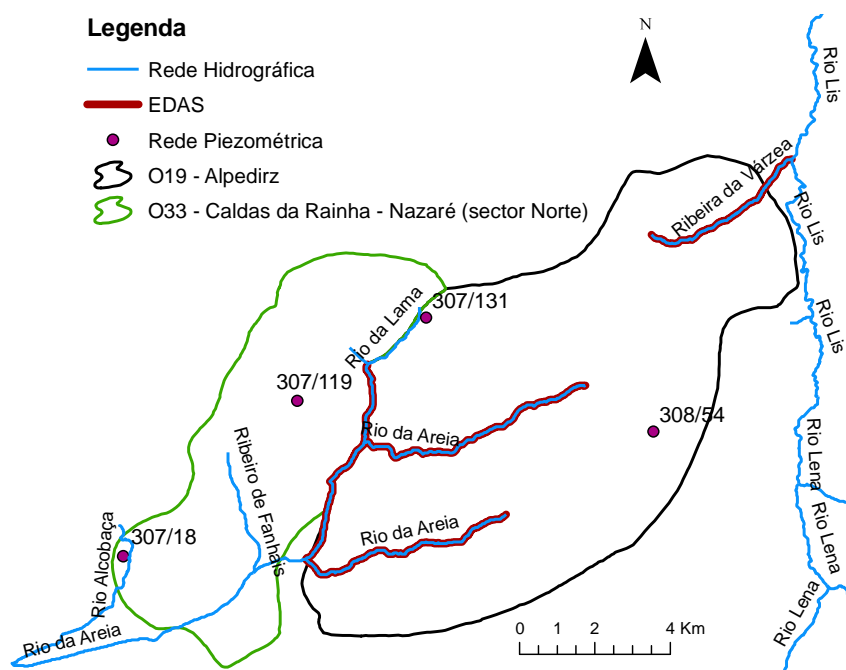 Legenda
Rede Hidrográfica
EDAS
Rede Piezométrica
O19 - Alpedirz
O33 - Caldas da Rainha - Nazaré (sector Norte)
N
Rio Lis
Ribeira da Várzea
Rio Lis
307/131
Rio da Lama
Rio Lis
307/119
308/54
Rio da Areia
Ribeiro de Fanhais
Rio Lena
Rio da Areia
Rio Lena
307/18
Rio Alcobaça
Rio Lena
Rio da Areia
0 1 2 4 Km